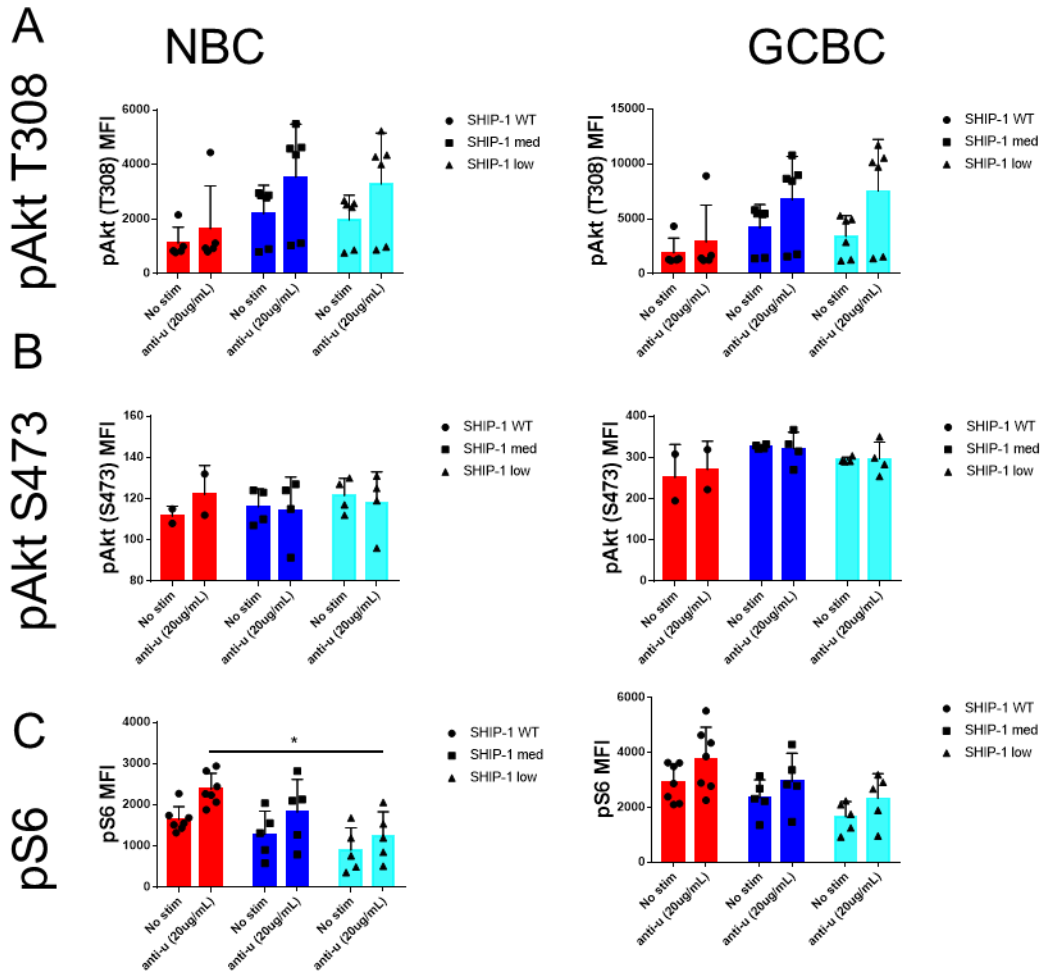 A
NBC
GCBC
pAkt T308
pAkt (T308) MFI
6000
4000
2000
0
No stim
anti-u (20ug/mL)
No stim
anti-u (20ug/mL)
No stim
anti-u (20ug/mL)
SHIP-1 WT
SHIP-1 med
SHIP-1 low
pAkt (T308) MFI
15000
10000
5000
0
No stim
anti-u (20ug/mL)
No stim
anti-u (20ug/mL)
No stim
anti-u (20ug/mL)
SHIP-1 WT
SHIP-1 med
SHIP-1 low
B
pAkt S473
pAkt (S473) MFI
160
140
120
100
80
No stim
anti-u (20ug/mL)
No stim
anti-u (20ug/mL)
No stim
anti-u (20ug/mL)
SHIP-1 WT
SHIP-1 med
SHIP-1 low
pAkt (S473) MFI
400
300
200
100
0
No stim
anti-u (20ug/mL)
No stim
anti-u (20ug/mL)
No stim
anti-u (20ug/mL)
SHIP-1 WT
SHIP-1 med
SHIP-1 low
C
pS6
pS6 MFI
4000
3000
2000
1000
0
*
No stim
anti-u (20ug/mL)
No stim
anti-u (20ug/mL)
No stim
anti-u (20ug/mL)
SHIP-1 WT
SHIP-1 med
SHIP-1 low
pS6 MFI
6000
4000
2000
0
No stim
anti-u (20ug/mL)
No stim
anti-u (20ug/mL)
No stim
anti-u (20ug/mL)
SHIP-1 WT
SHIP-1 med
SHIP-1 low